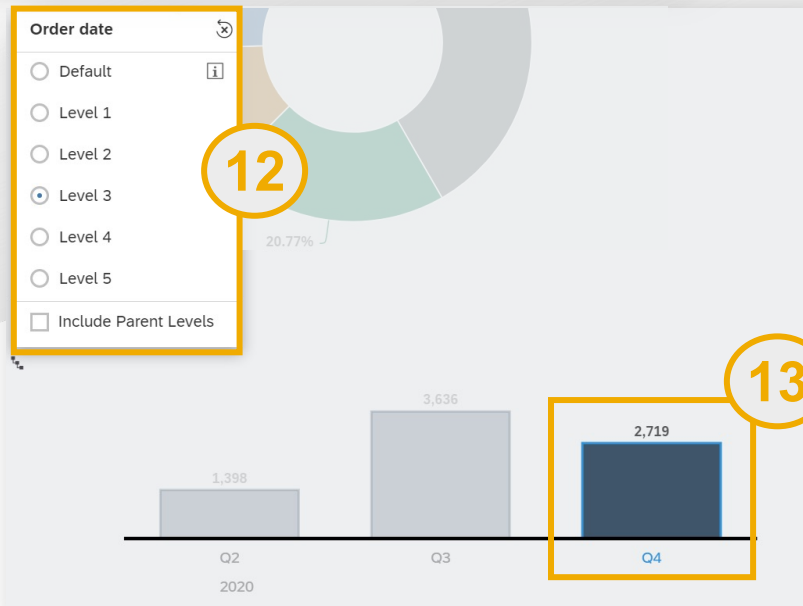 Order date
Default
Level 1
Level 2
Level 3
Level 4
Level 5
Include Parent Levels
12
20.77%
13
3,636
2,719
1,398
Q2
Q3
Q4
2020